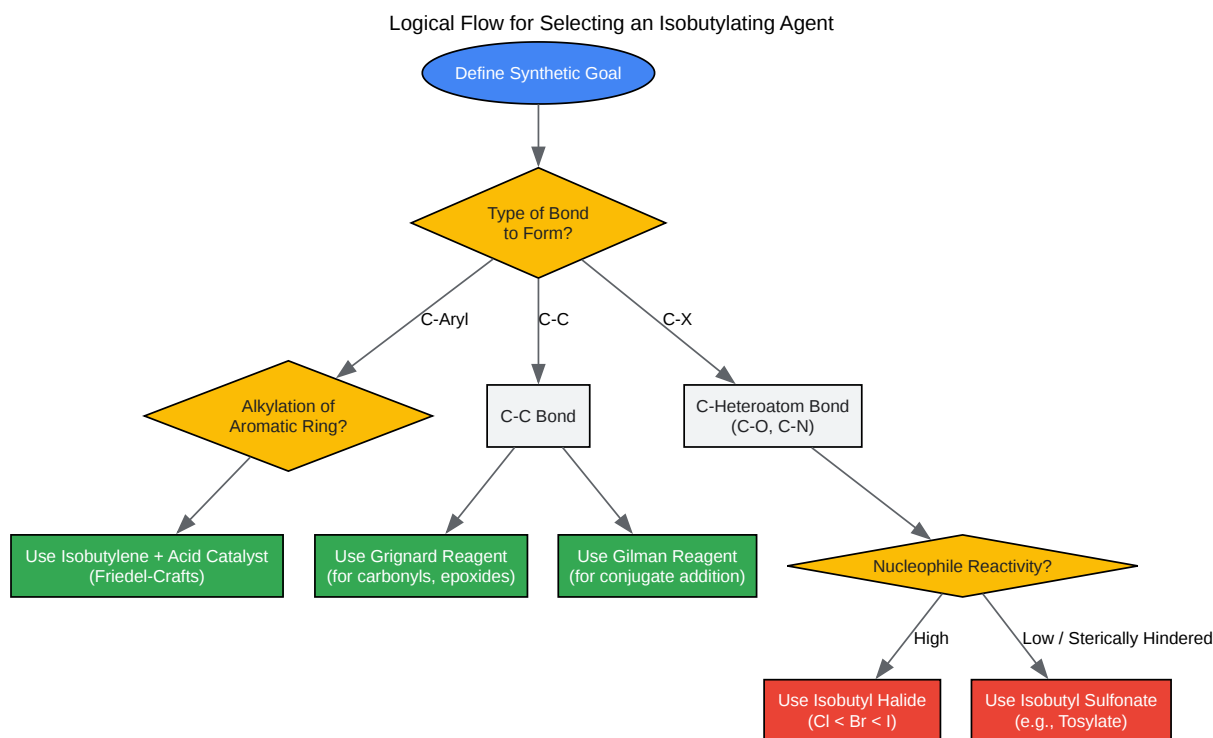 Logical Flow for Selecting an Isobutylating Agent
Define Synthetic Goal
Type of Bond
to Form?
C-Aryl
C-C
C-X
Alkylation of
Aromatic Ring?
C-C Bond
C-Heteroatom Bond
(C-O, C-N)
Use Isobutylene + Acid Catalyst
(Friedel-Crafts)
Use Grignard Reagent
(for carbonyls, epoxides)
Use Gilman Reagent
(for conjugate addition)
Nucleophile Reactivity?
High
Low / Sterically Hindered
Use Isobutyl Halide
(Cl < Br < I)
Use Isobutyl Sulfonate
(e.g., Tosylate)